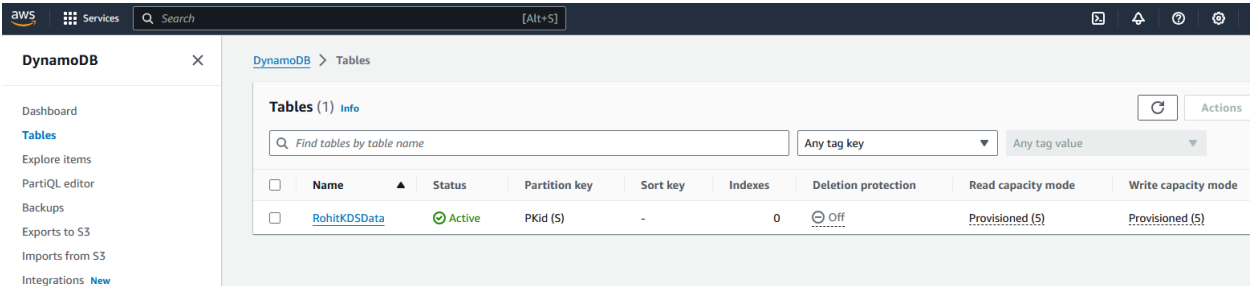 aws Services Search [Alt+S]
DynamoDB
Dashboard
Tables
Explore items
PartiQL editor
Backups
Exports to S3
Imports from S3
Integrations New
DynamoDB > Tables
Tables (1) Info
Actions
Find tables by table name Any tag key Any tag value
Name Status Partition key Sort key Indexes Deletion protection Read capacity mode Write capacity mode
RohitKDSData Active PKid (S) - 0 Off Provisioned (5) Provisioned (5)